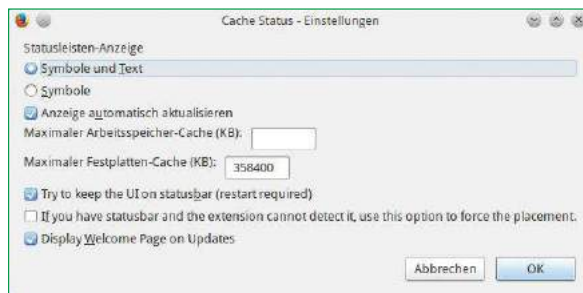 Cache Status - Einstellungen
Statusleisten-Anzeige
Symbole und Text
Symbole
Anzeige automatisch aktualisieren
Maximaler Arbeitsspeicher-Cache (KB):
Maximaler Festplatten-Cache (KB): 358400
Try to keep the UI on statusbar (restart required)
If you have statusbar and the extension cannot detect it, use this option to force the placement.
Display Welcome Page on Updates
Abbrechen OK